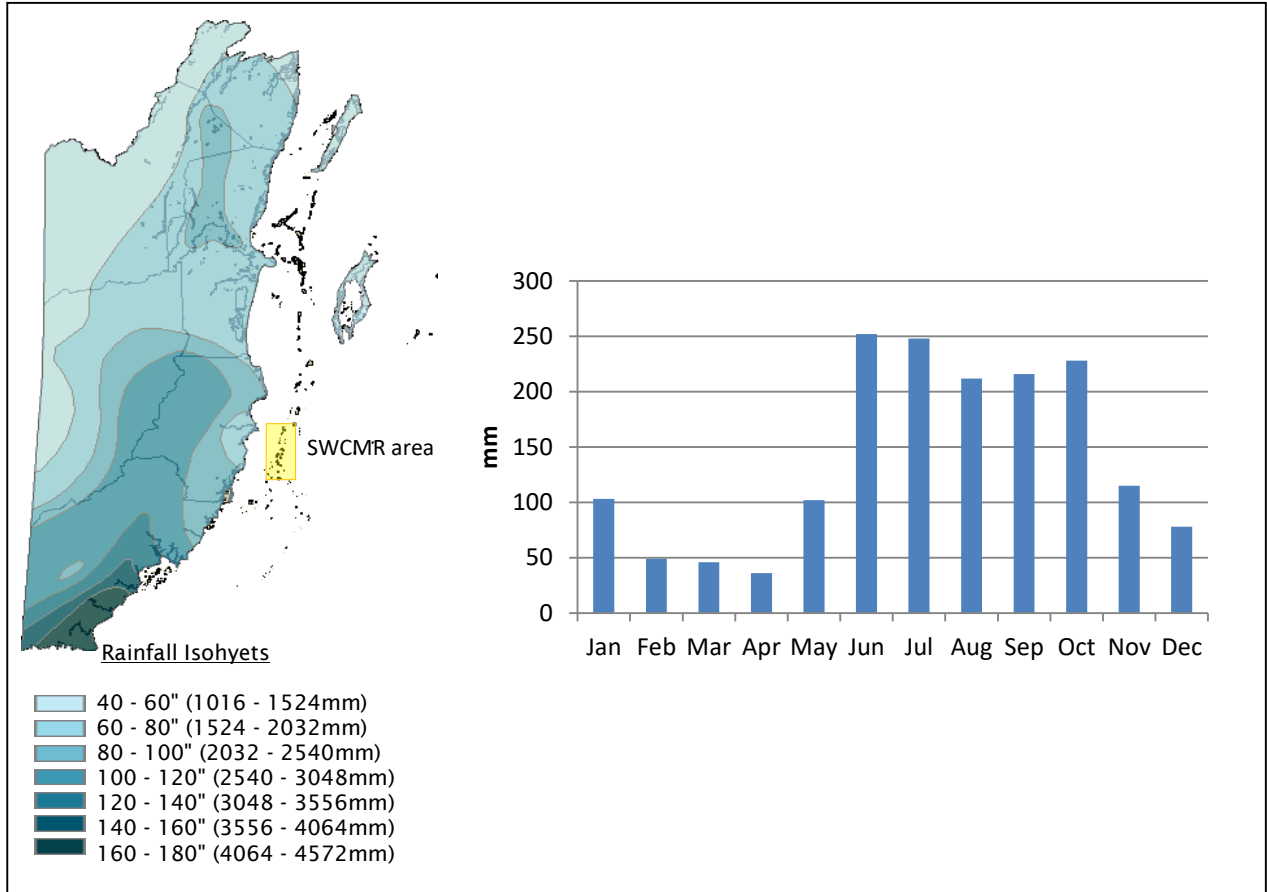 SWCMR area
Rainfall Isohyets
40 - 60" (1016 - 1524mm)
60 - 80" (1524 - 2032mm)
80 - 100" (2032 - 2540mm)
100 - 120" (2540 - 3048mm)
120 - 140" (3048 - 3556mm)
140 - 160" (3556 - 4064mm)
160 - 180" (4064 - 4572mm)
mm
300
250
200
150
100
50
0
Jan Feb Mar Apr May Jun Jul Aug Sep Oct Nov Dec